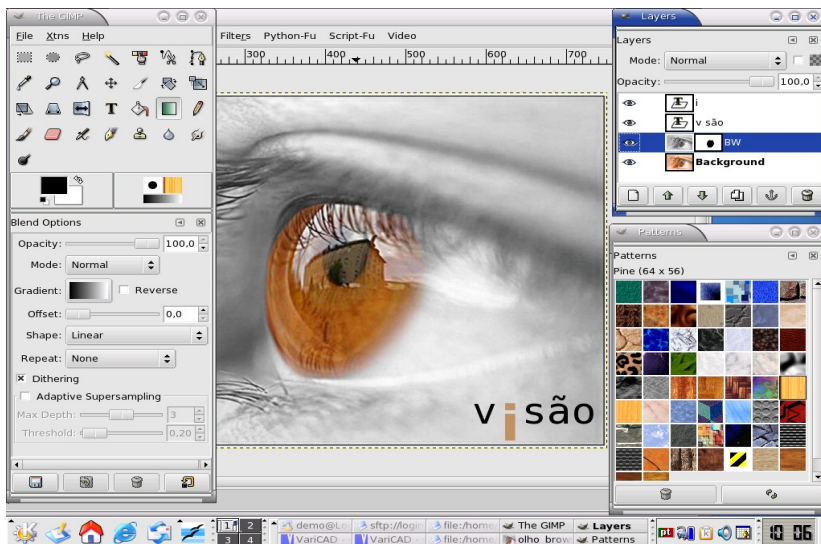 The GIMP
File Xtns Help
Blend Options
Opacity: 100,0
Mode: Normal
Gradient: Reverse
Offset: 0,0
Shape: Linear
Repeat: None
Dithering
Adaptive Supersampling
Max Depth: 3
Threshold: 0,20
Filters Python-Fu Script-Fu Video
300 400 500 600 700
v i são
Layers
Layers
Mode: Normal
Opacity: 100,0
i
v são
BW
Background
Patterns
Patterns
Pine (64 x 56)
1 2
3 4
demo@Lo
sftp://login
file:/home
The GIMP
Layers
VariCAD
VariCAD
file:/home
olho brow
Patterns
pt
10 06